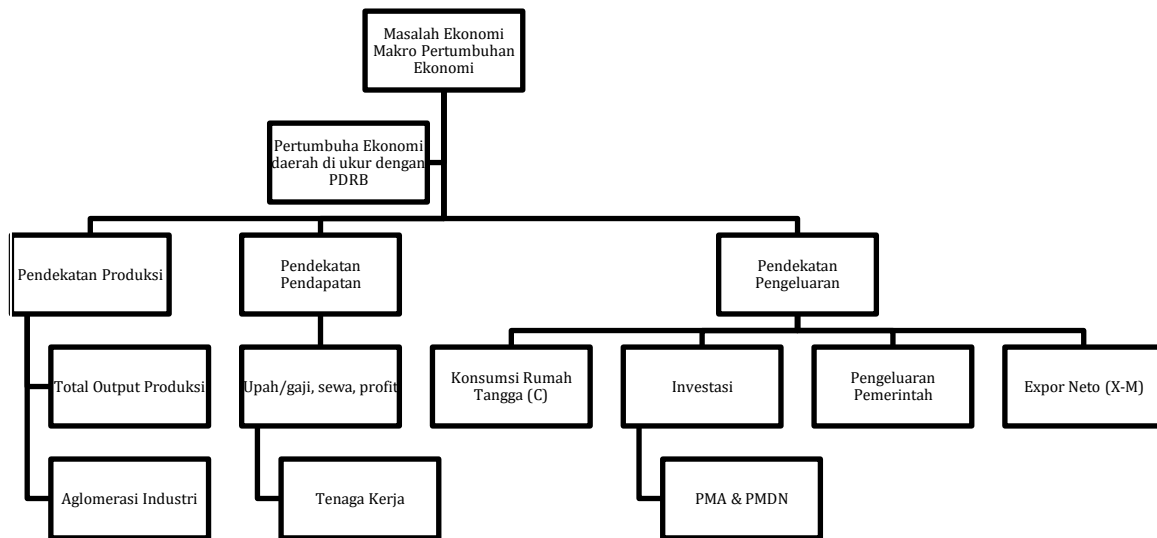 Masalah Ekonomi
Makro Pertumbuhan
Ekonomi
Pertumbuha Ekonomi
daerah di ukur dengan
PDRB
Pendekatan Produksi
Pendekatan
Pendapatan
Pendekatan
Pengeluaran
Total Output Produksi
Upah/gaji, sewa, profit
Konsumsi Rumah
Tangga (C)
Investasi
Pengeluaran
Pemerintah
Expor Neto (X-M)
Aglomerasi Industri
Tenaga Kerja
PMA & PMDN